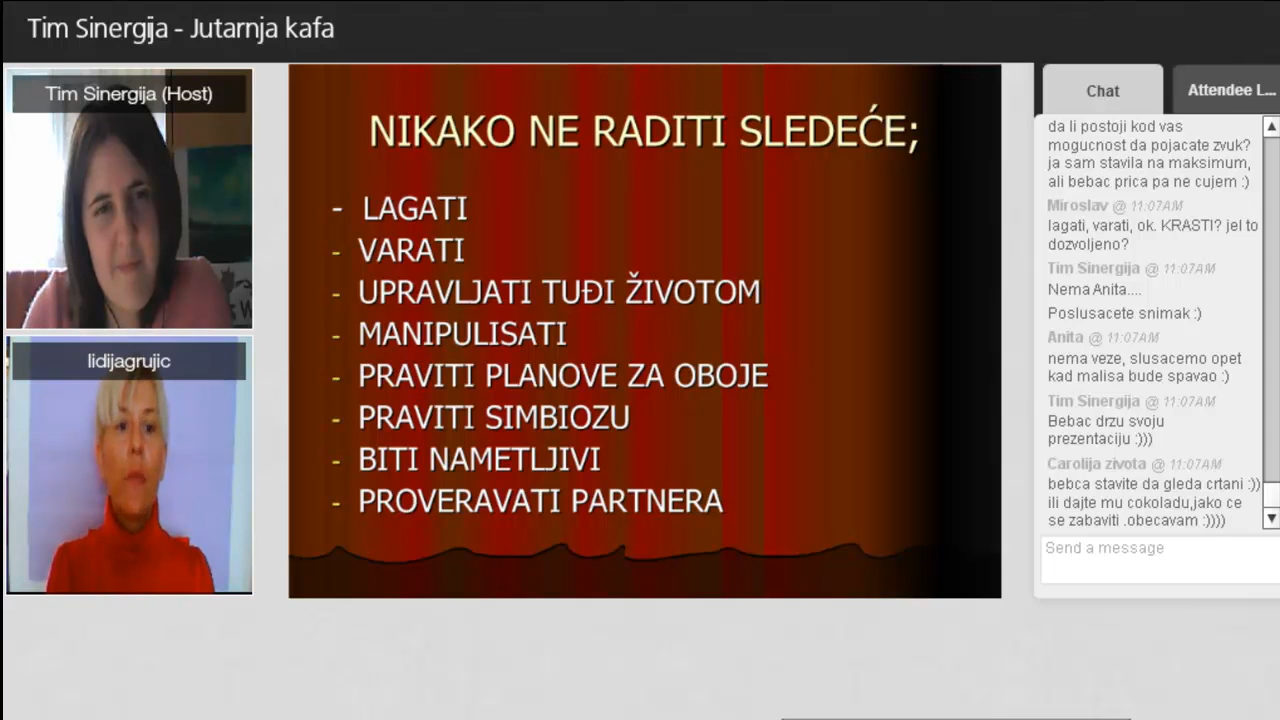 Tim Sinergija - Jutarnja kafa
Tim Sinergija (Host)
lidijagrujic
NIKAKO NE RADITI SLEDEĆE;
- LAGATI
- VARATI
- UPRAVLJATI TUĐI ŽIVOTOM
- MANIPULISATI
- PRAVITI PLANOVE ZA OBOJE
- PRAVITI SIMBIOZU
- BITI NAMETLJIVI
- PROVERAVATI PARTNERA
Chat
Attendee L...
da li postoji kod vas
mogucnost da pojacate zvuk?
ja sam stavila na maksimum,
ali bebac prica pa ne cujem :)
Miroslav @ 11:07AM
lagati, varati, ok. KRASTI? jel to
dozvoljeno?
Tim Sinergija @ 11:07AM
Nema Anita....
Poslusacete snimak :)
Anita @ 11:07AM
nema veze, slusacemo opet
kad malisa bude spavao :)
Tim Sinergija @ 11:07AM
Bebac drzu svoju
prezentaciju :)))
Carolija zivota @ 11:07AM
bebca stavite da gleda crtani :))
ili dajte mu cokoladu,jako ce
se zabaviti .obecavam :))))
Send a message